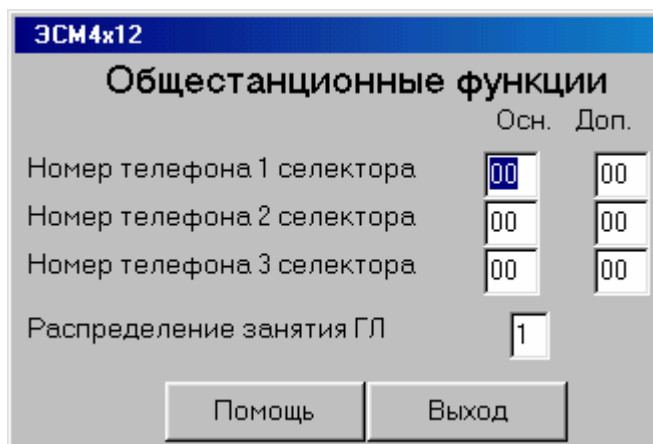 ЭСМ4х12
Общестанционные функции
Осн. Доп.
Номер телефона 1 селектора 00 00
Номер телефона 2 селектора 00 00
Номер телефона 3 селектора 00 00
Распределение занятия ГЛ 1
Помощь Выход